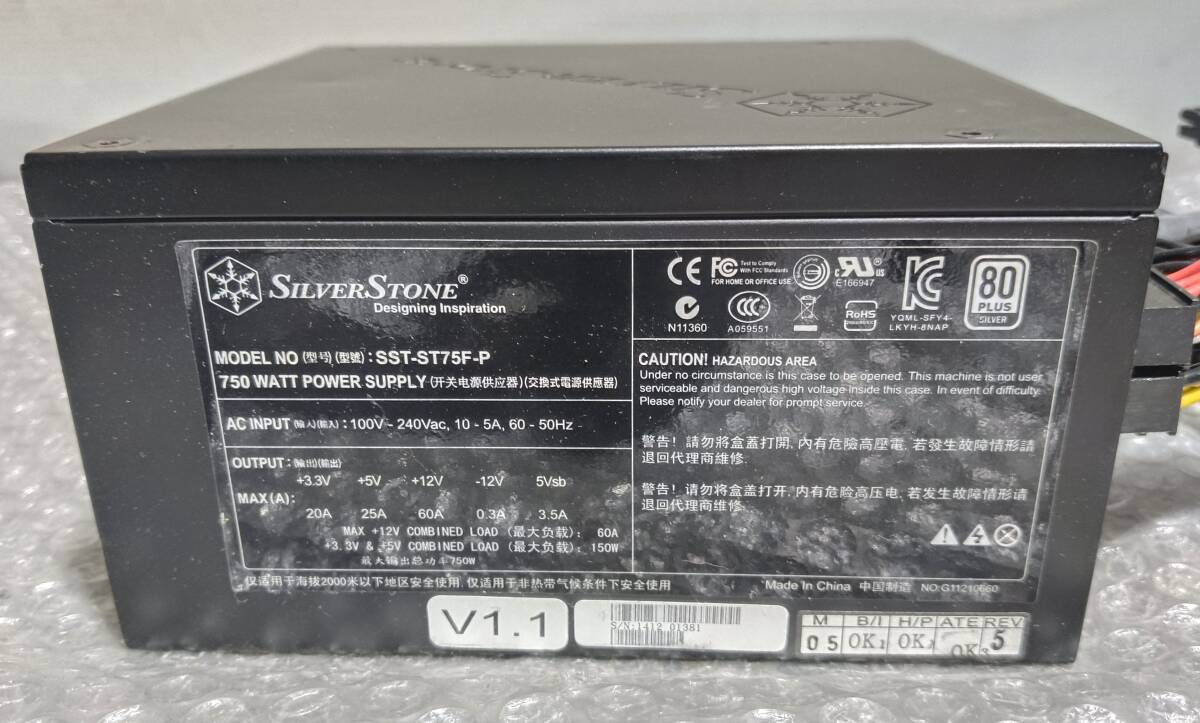 SILVERSTONE®
Designing Inspiration
MODEL NO (型号) (型號) : SST-ST75F-P
750 WATT POWER SUPPLY (开关电源供应器) (交換式電源供應器)
AC INPUT (输入) (輸入) : 100V - 240Vac, 10 - 5A, 60 - 50Hz
OUTPUT : (输出) (輸出)
+3.3V +5V +12V -12V 5Vsb
MAX(A):
20A 25A 60A 0.3A 3.5A
MAX +12V COMBINED LOAD (最大负载): 60A
+3.3V & +5V COMBINED LOAD (最大负载): 150W
最大输出总功率750W
CE FC Test to Comply With FCC Standards
FOR HOME OR OFFICE USE
c RU ® us
E166947
80 PLUS SILVER
N11360
CCC
A059551
RoHS
YQML-SFY4-
LKYH-8NAP
CAUTION! HAZARDOUS AREA
Under no circumstance is this case to be opened. This machine is not user
serviceable and dangerous high voltage inside this case. In event of difficulty.
Please notify your dealer for prompt service.
警告! 請勿將盒蓋打開, 內有危險高壓電, 若發生故障情形請
退回代理商維修.
警告! 请勿将盒盖打开, 内有危险高压电, 若发生故障情形请
退回代理商维修.
仅适用于海拔2000米以下地区安全使用, 仅适用于非热带气候条件下安全使用
Made In China 中国制造 NO:G11210660
V1.1
S/N:1412 01381
M B/I H/P ATE REV
05 OK1 OK OK3 5